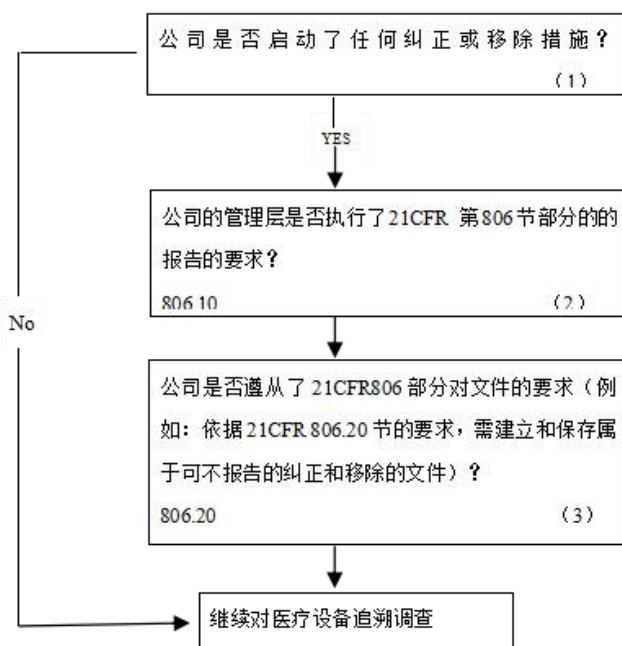 公司是否启动了任何纠正或移除措施？
（1）
YES
公司的管理层是否执行了21CFR 第806节部分的的
报告的要求？
806.10 （2）
No
公司是否遵从了21CFR806部分对文件的要求（例
如：依据21CFR 806.20节的要求，需建立和保存属
于可不报告的纠正和移除的文件）？
806.20 （3）
继续对医疗设备追溯调查